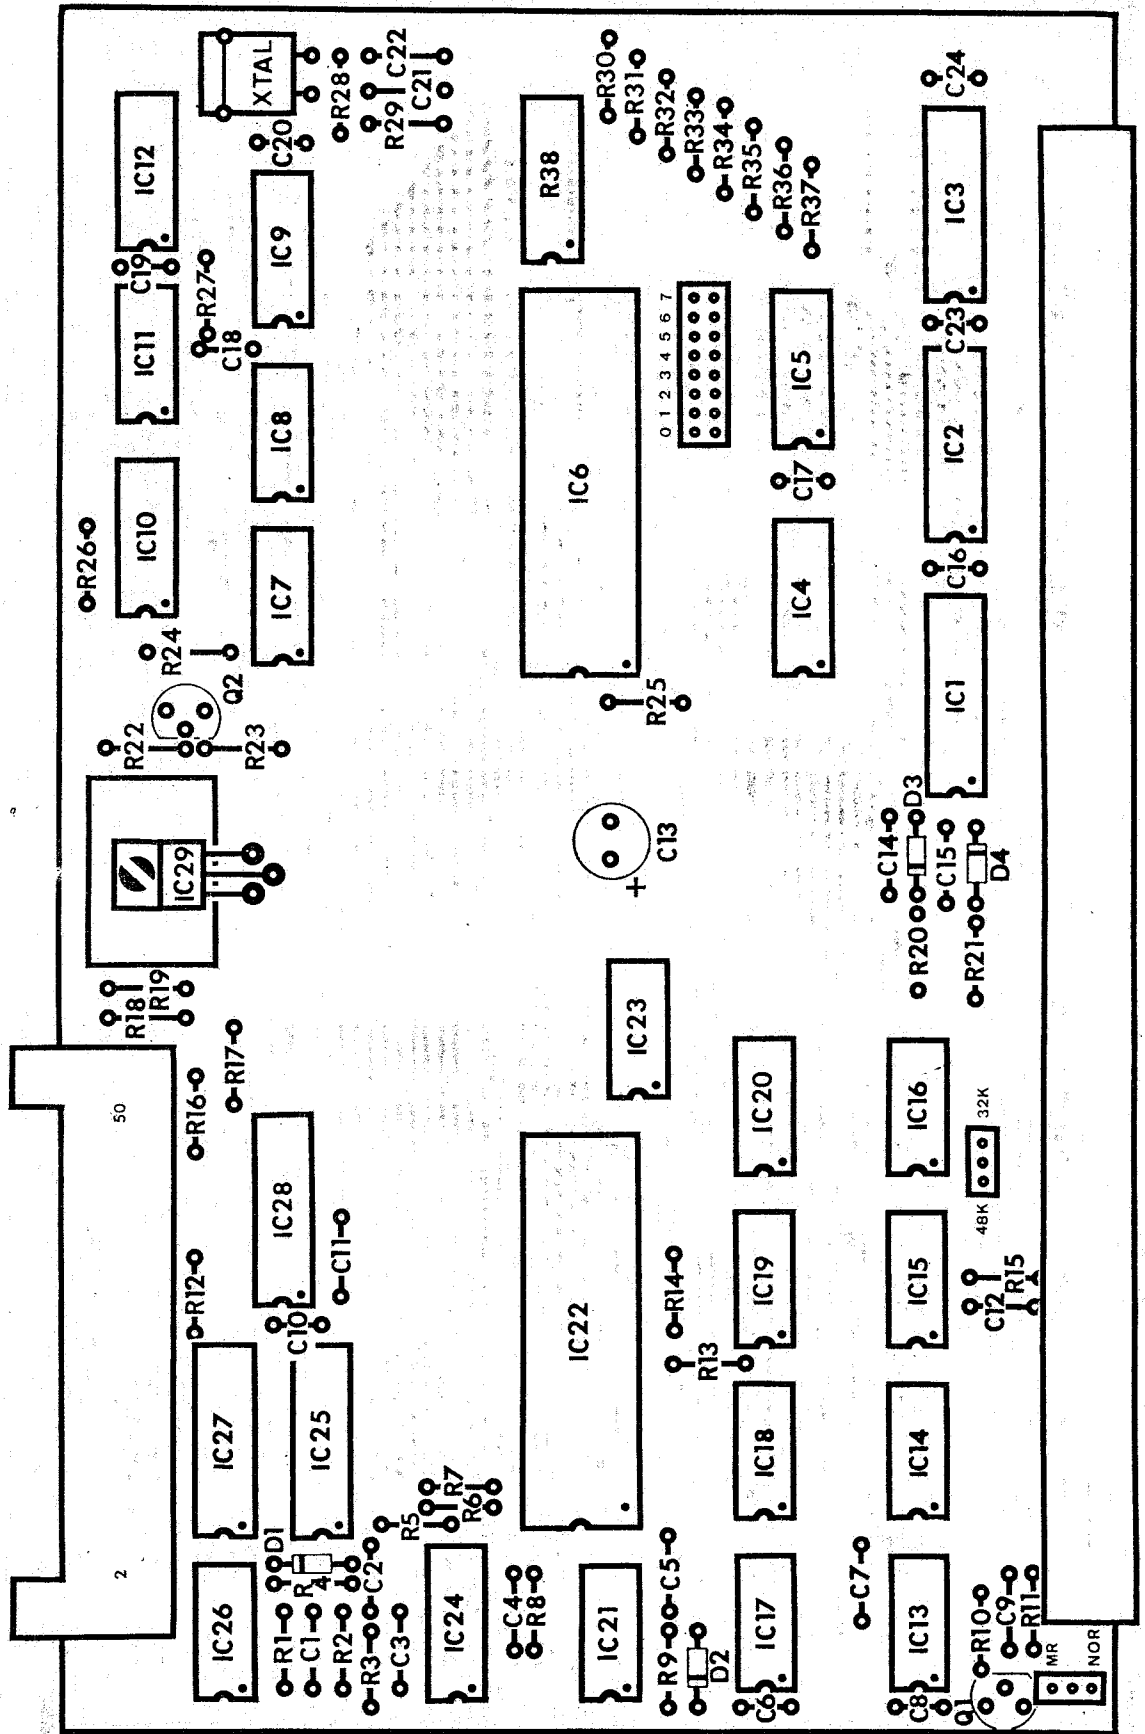 XTAL
R28
C22
R29
C21
C20
IC12
C19
R27
IC9
IC11
C18
IC8
R26
IC10
IC7
R24
Q2
R22
R23
R30
R31
R32
R33
R34
R35
R36
R37
R38
C24
IC3
IC6
0 1 2 3 4 5 6 7
IC5
C23
IC2
C17
IC4
C16
R25
IC1
IC29
C13
+
C14
D3
C15
D4
R20
R21
R18
R19
R17
IC23
50
R16
IC20
IC16
32K
48K
IC28
C11
R12
C10
IC22
R14
R13
IC19
IC15
R15
C12
IC27
IC25
IC18
IC14
R7
R6
R5
D1
R4
C2
2
IC26
R1
C1
R2
R3
C3
IC24
C4
R8
IC21
C5
R9
D2
IC17
C6
C7
IC13
C8
R10
C9
R11
Q1
MR
NOR